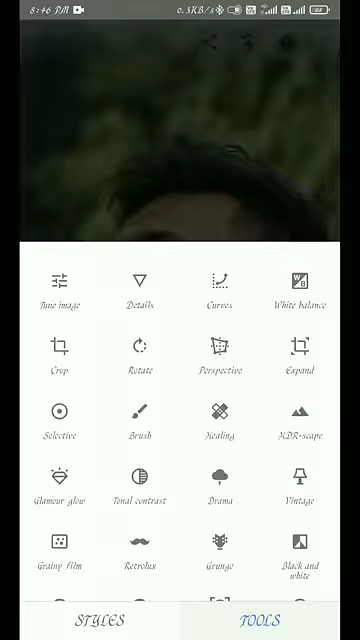 8:46 PM 0.3KB/s
Tune image Details Curves White balance
Crop Rotate Perspective Expand
Selective Brush Healing HDR-scape
Glamour glow Tonal contrast Drama Vintage
Grainy film Retrolux Grunge Black and
white
STYLES TOOLS